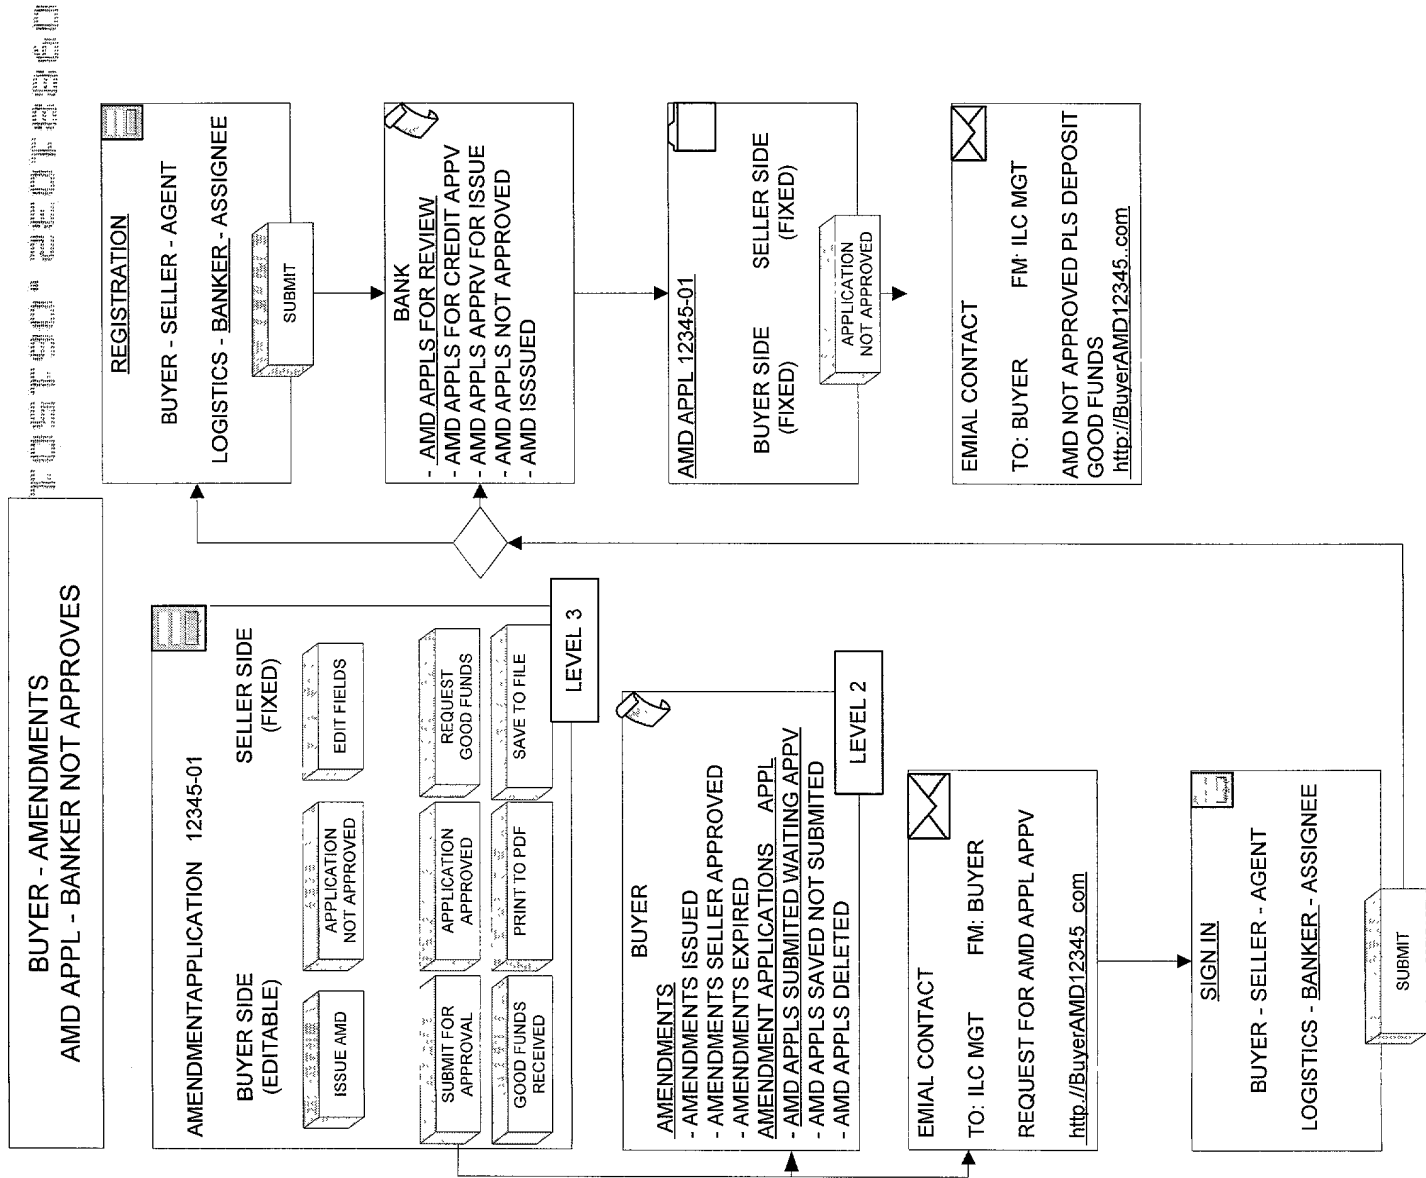 BUYER - AMENDMENTS
AMD APPL - BANKER NOT APPROVES
AMENDMENTAPPLICATION 12345-01
BUYER SIDE
(EDITABLE)
SELLER SIDE
(FIXED)
ISSUE AMD
APPLICATION
NOT APPROVED
EDIT FIELDS
SUBMIT FOR
APPROVAL
APPLICATION
APPROVED
REQUEST
GOOD FUNDS
GOOD FUNDS
RECEIVED
PRINT TO PDF
SAVE TO FILE
LEVEL 3
BUYER
AMENDMENTS
- AMENDMENTS ISSUED
- AMENDMENTS SELLER APPROVED
- AMENDMENTS EXPIRED
AMENDMENT APPLICATIONS APPL
- AMD APPLS SUBMITED WAITING APPV
- AMD APPLS SAVED NOT SUBMITED
- AMD APPLS DELETED
LEVEL 2
EMIAL CONTACT
TO: ILC MGT FM: BUYER
REQUEST FOR AMD APPL APPV
http://BuyerAMD12345 com
SIGN IN
BUYER - SELLER - AGENT
LOGISTICS - BANKER - ASSIGNEE
SUBMIT
REGISTRATION
BUYER - SELLER - AGENT
LOGISTICS - BANKER - ASSIGNEE
SUBMIT
BANK
- AMD APPLS FOR REVIEW
- AMD APPLS FOR CREDIT APPV
- AMD APPLS APPRV FOR ISSUE
- AMD APPLS NOT APPROVED
- AMD ISSSUED
AMD APPL 12345-01
BUYER SIDE
(FIXED)
SELLER SIDE
(FIXED)
APPLICATION
NOT APPROVED
EMIAL CONTACT
TO: BUYER FM: ILC MGT
AMD NOT APPROVED PLS DEPOSIT
GOOD FUNDS
http://BuyerAMD12345..com